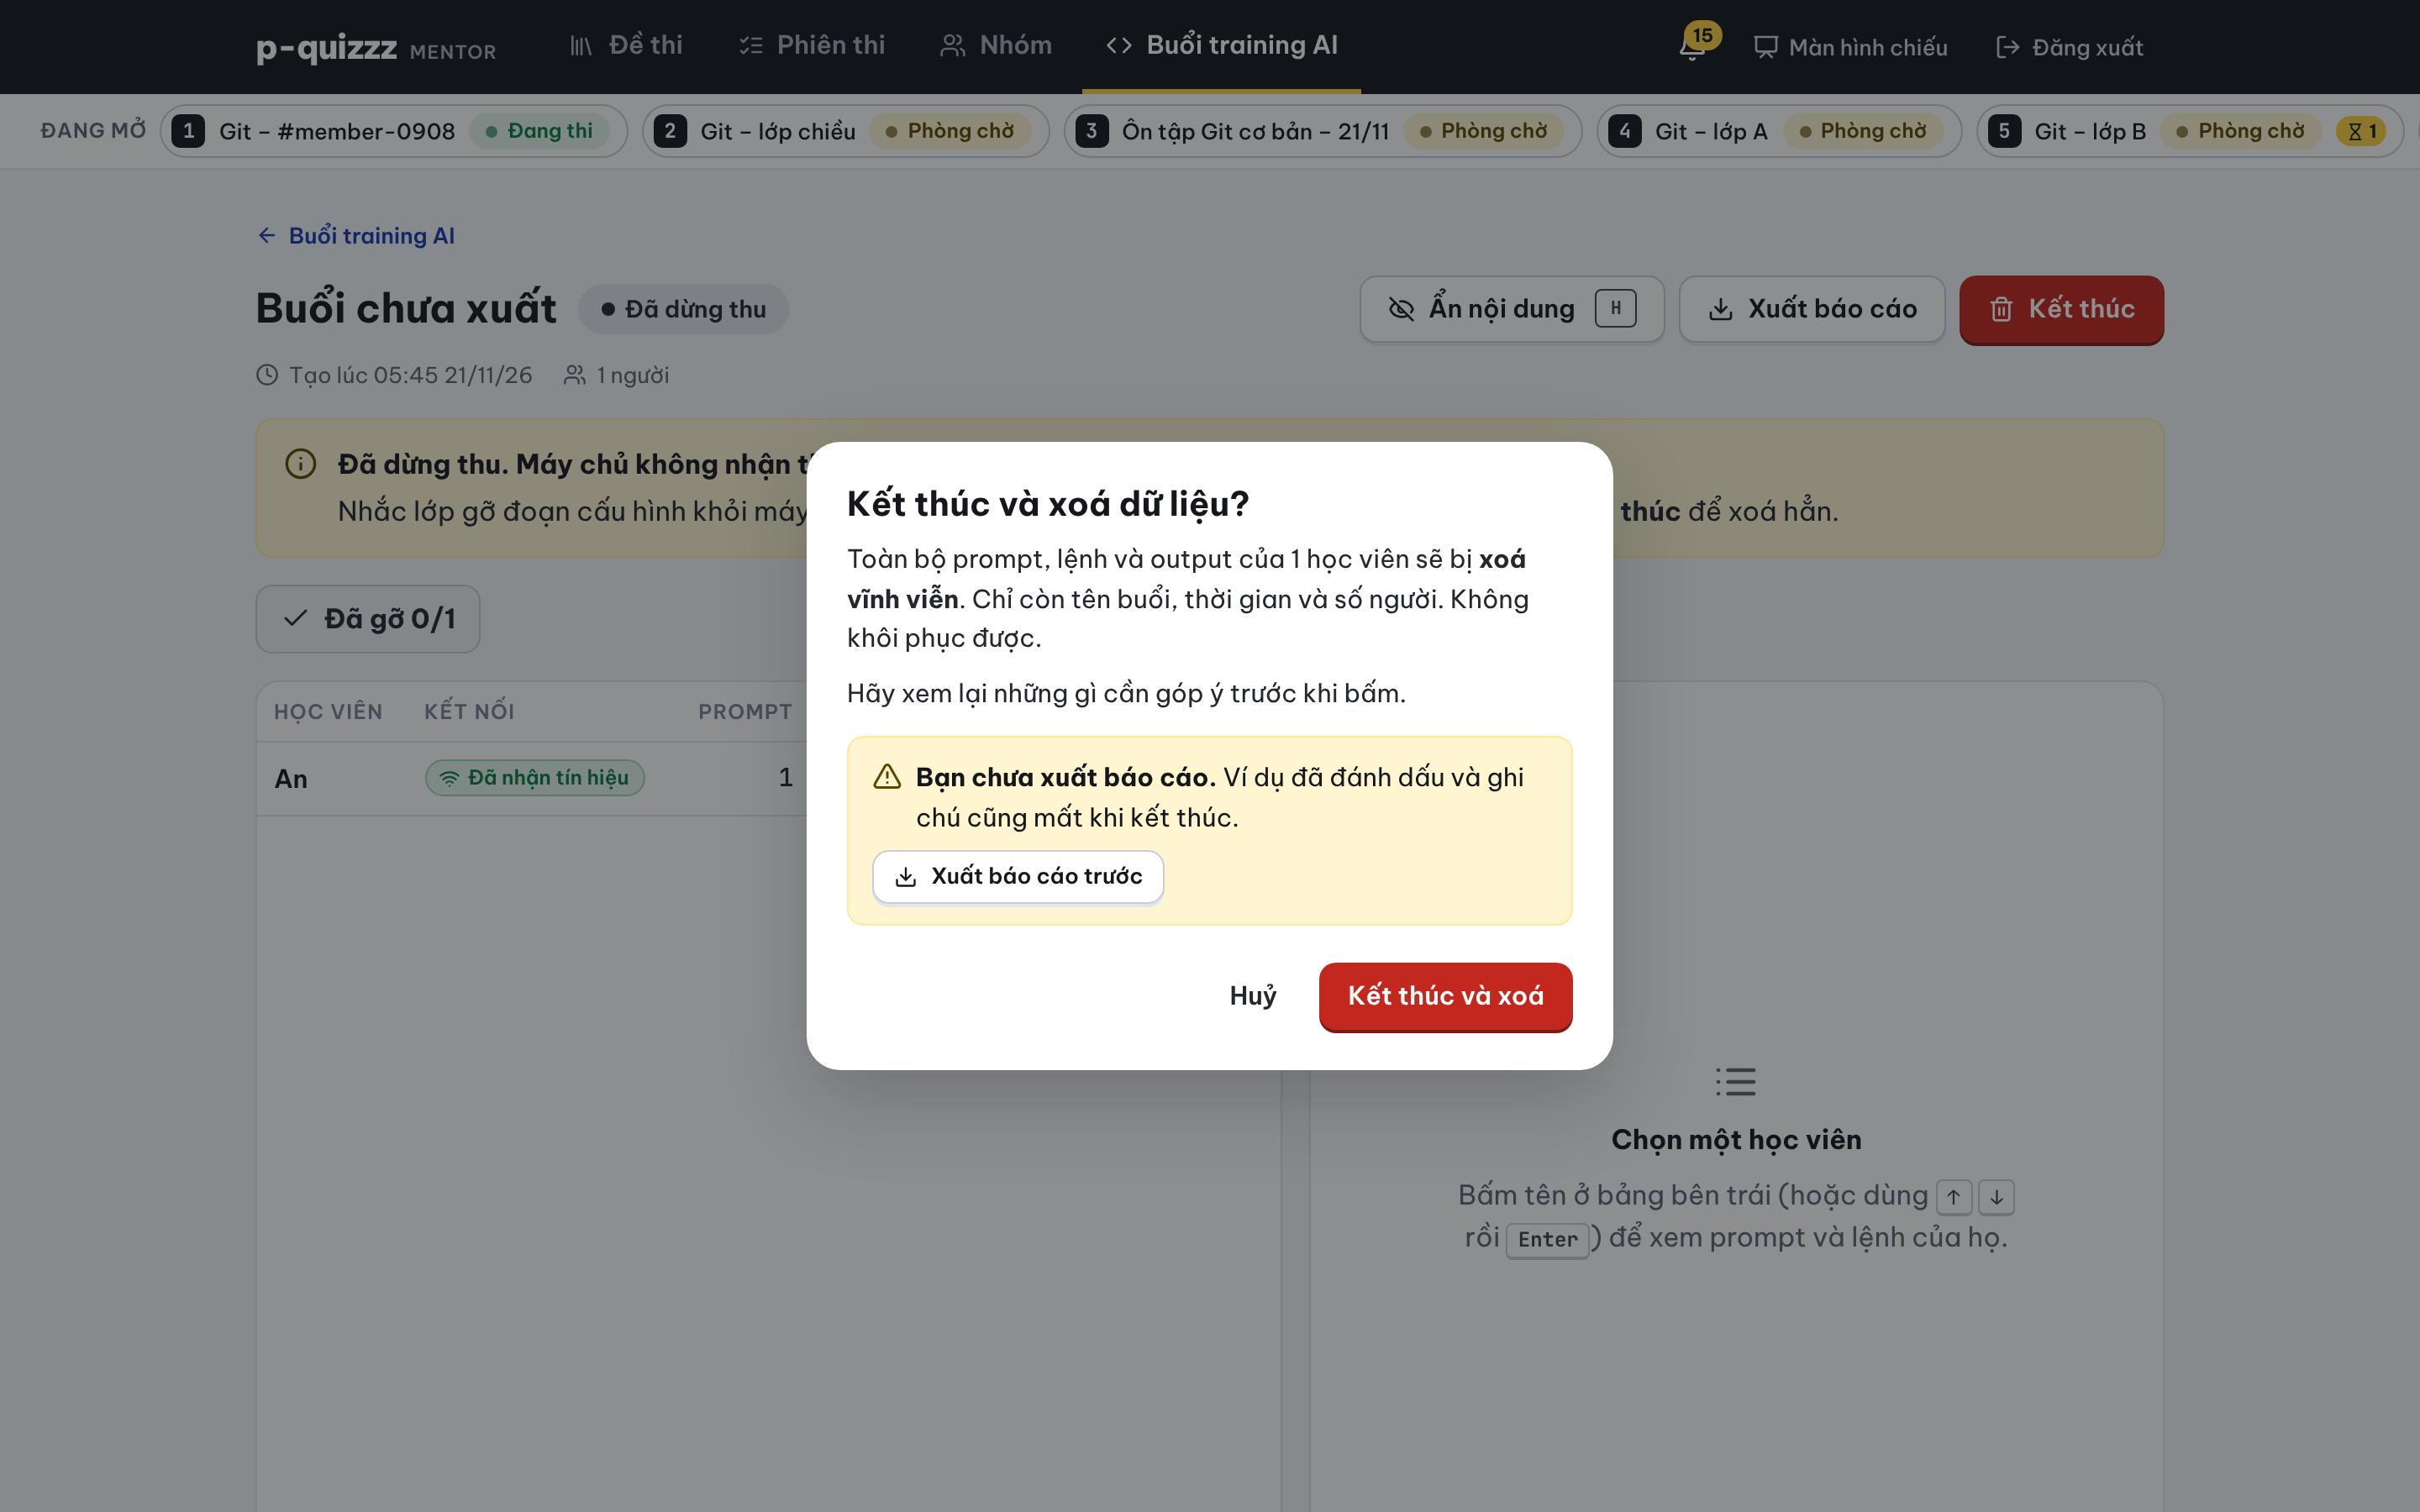 p-quizzz MENTOR
Đề thi
Phiên thi
Nhóm
Buổi training AI
15
Màn hình chiếu
Đăng xuất
ĐANG MỞ
1 Git – #member-0908 Đang thi
2 Git – lớp chiều Phòng chờ
3 Ôn tập Git cơ bản – 21/11 Phòng chờ
4 Git – lớp A Phòng chờ
5 Git – lớp B Phòng chờ 1
Buổi training AI
Buổi chưa xuất
Đã dừng thu
Ẩn nội dung H
Xuất báo cáo
Kết thúc
Tạo lúc 05:45 21/11/26
1 người
Đã dừng thu. Máy chủ không nhận
Nhắc lớp gỡ đoạn cấu hình khỏi máy
thúc để xoá hẳn.
Đã gỡ 0/1
HỌC VIÊN KẾT NỐI PROMPT
An Đã nhận tín hiệu 1
Kết thúc và xoá dữ liệu?
Toàn bộ prompt, lệnh và output của 1 học viên sẽ bị xoá
vĩnh viễn. Chỉ còn tên buổi, thời gian và số người. Không
khôi phục được.
Hãy xem lại những gì cần góp ý trước khi bấm.
Bạn chưa xuất báo cáo. Ví dụ đã đánh dấu và ghi
chú cũng mất khi kết thúc.
Xuất báo cáo trước
Huỷ
Kết thúc và xoá
Chọn một học viên
Bấm tên ở bảng bên trái (hoặc dùng ↑ ↓
rồi Enter) để xem prompt và lệnh của họ.